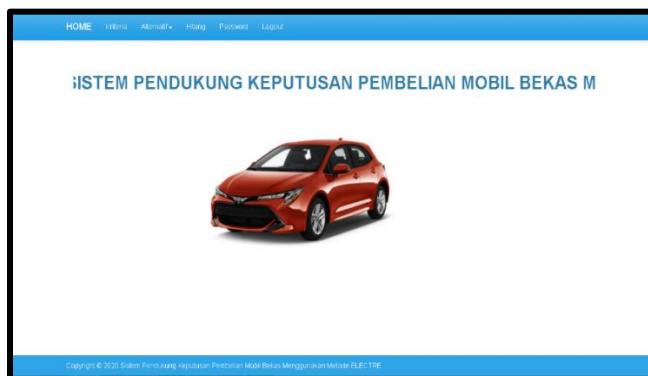 HOME Kriteria Alternatif Hitung Password Logout
SISTEM PENDUKUNG KEPUTUSAN PEMBELIAN MOBIL BEKAS M
Copyright © 2020 Sistem Pendukung Keputusan Pembelian Mobil Bekas Menggunakan Metode ELECTRE